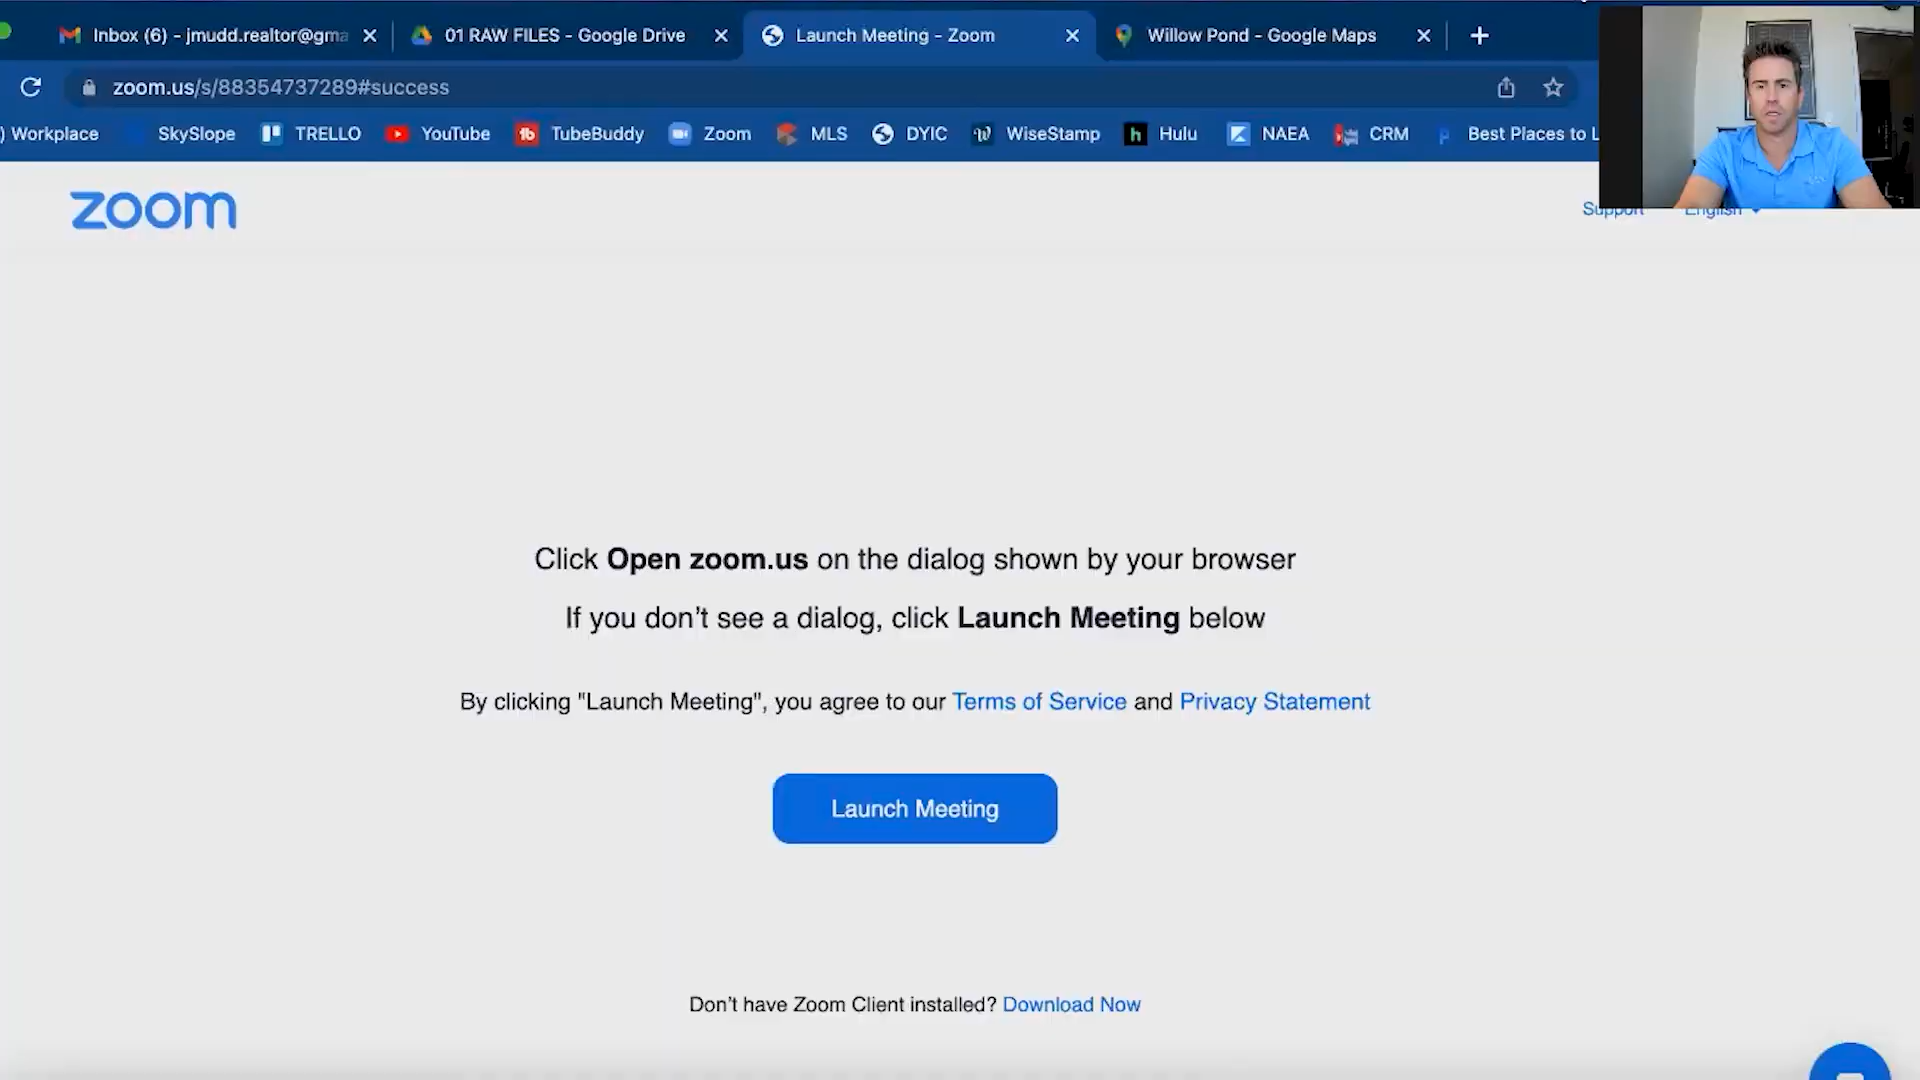 Inbox (6) - jmudd.realtor@gma
01 RAW FILES - Google Drive
Launch Meeting - Zoom
Willow Pond - Google Maps
zoom.us/s/88354737289#success
) Workplace
SkySlope
TRELLO
YouTube
TubeBuddy
Zoom
MLS
DYIC
WiseStamp
Hulu
NAEA
CRM
Best Places to L
zoom
Support
English
Click Open zoom.us on the dialog shown by your browser
If you don’t see a dialog, click Launch Meeting below
By clicking "Launch Meeting", you agree to our Terms of Service and Privacy Statement
Launch Meeting
Don’t have Zoom Client installed? Download Now